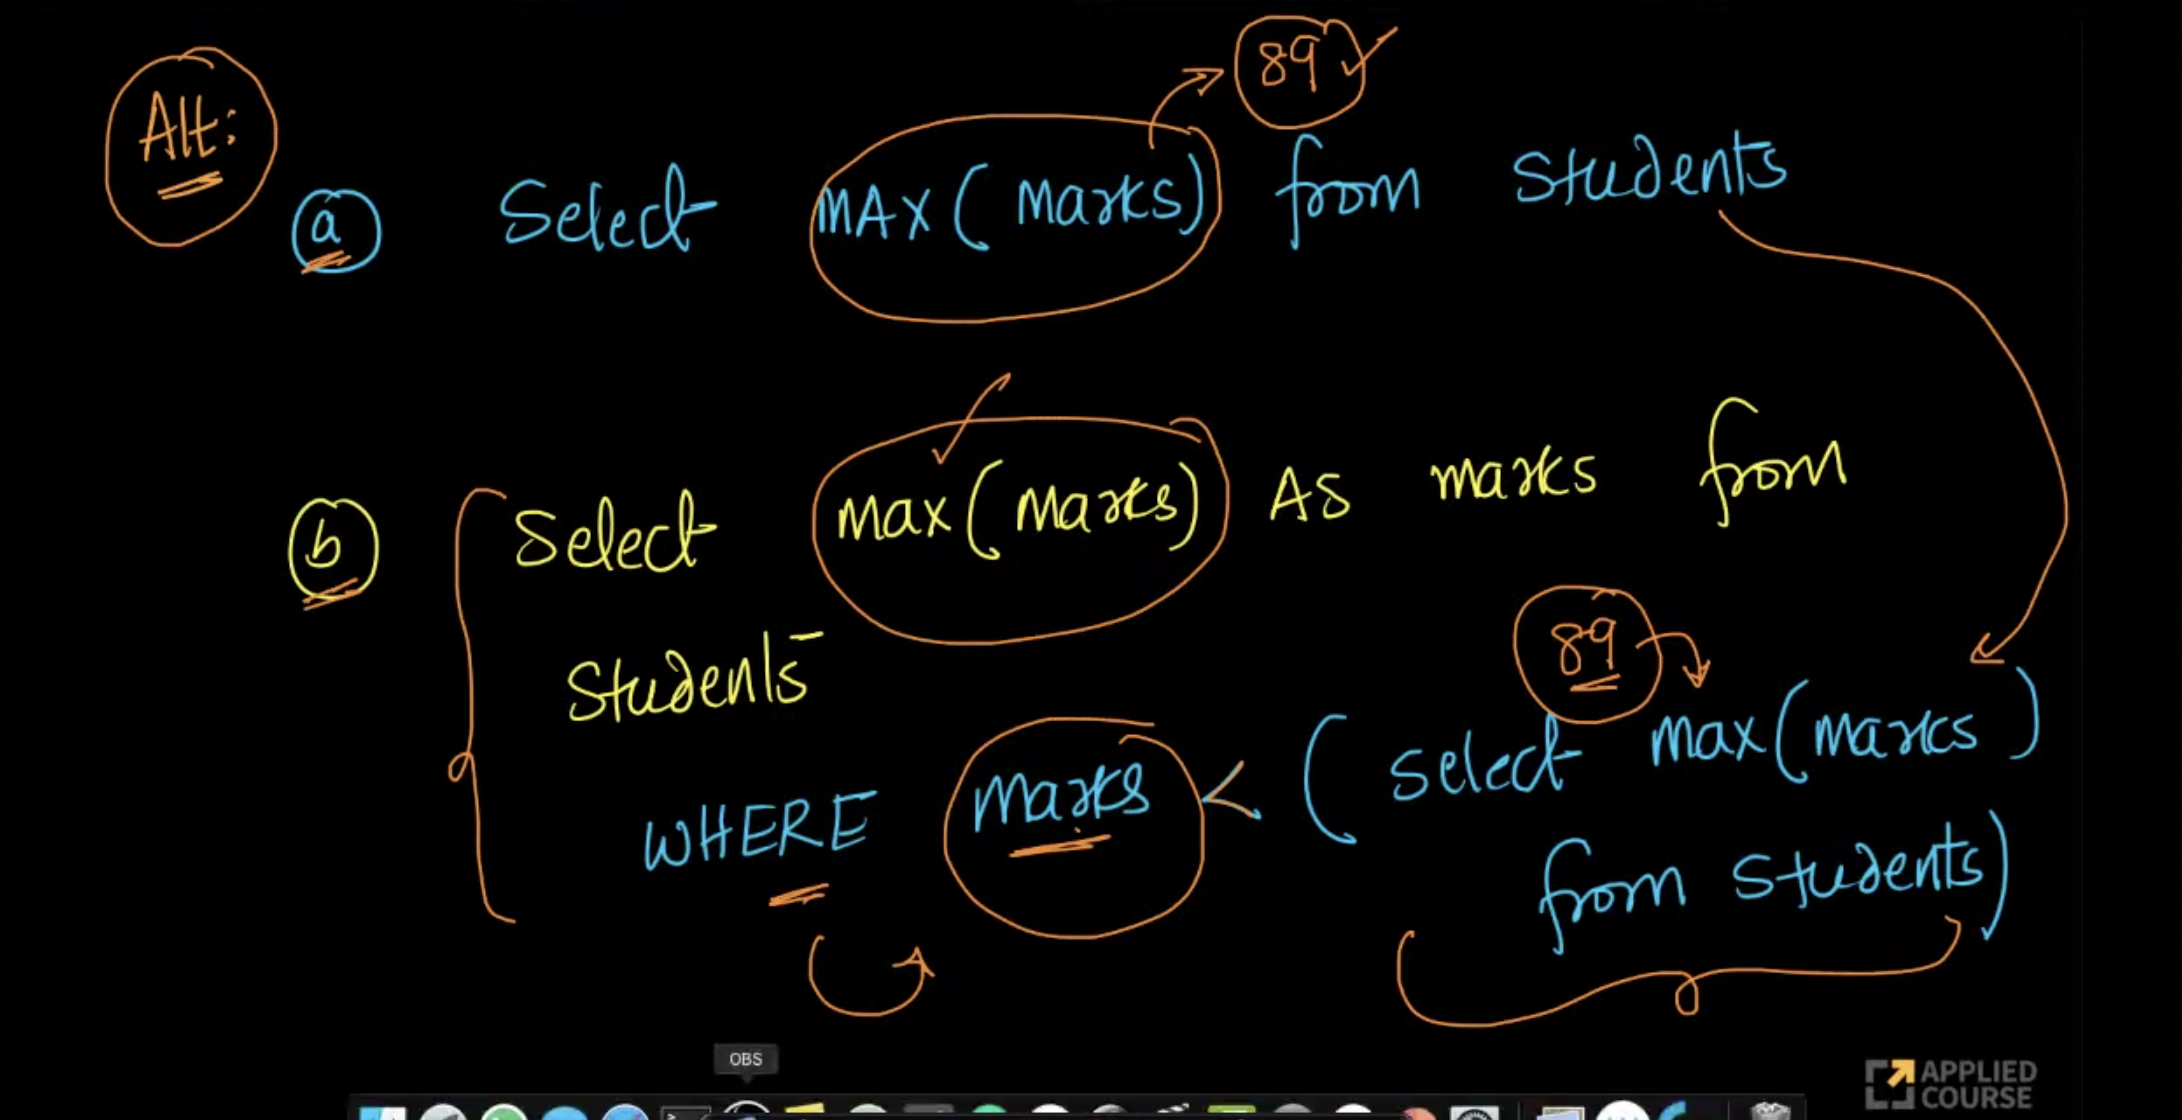 89
Alt:
a Select MAX(Marks) from Students
b Select Max(Marks) AS marks from
Students
89
WHERE Marks < (select Max(Marks)
from Students)
OBS
APPLIED
COURSE